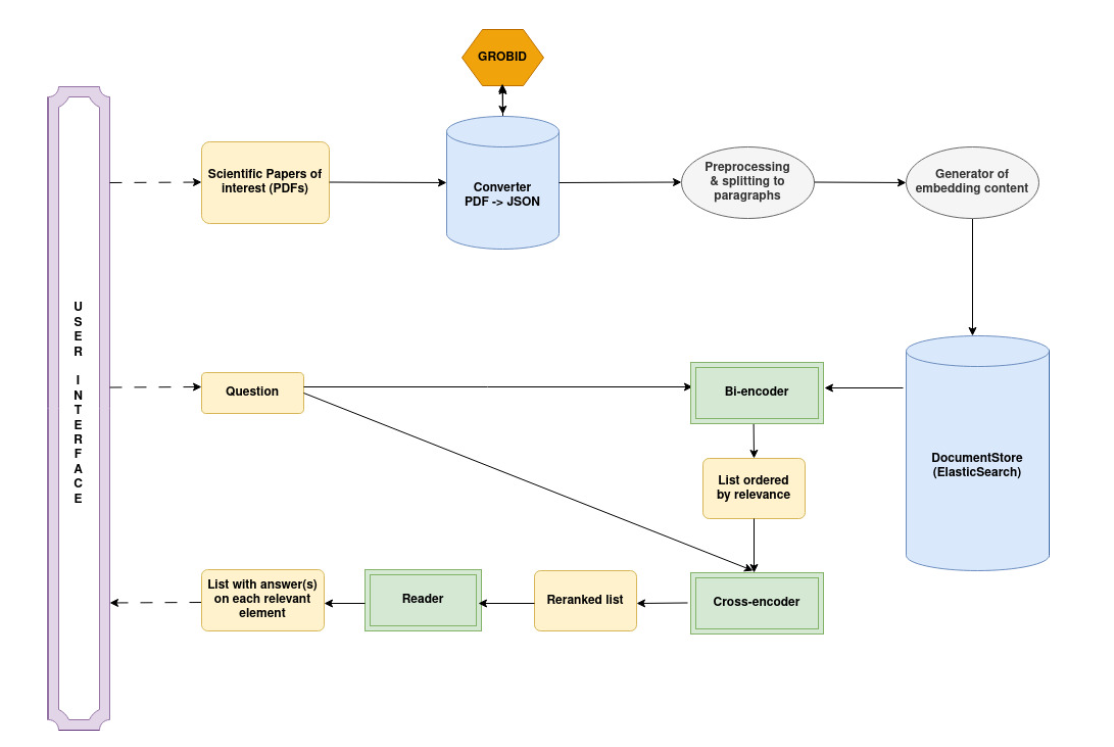 GROBID
Scientific Papers of
interest (PDFs)
Converter
PDF -> JSON
Preprocessing
& splitting to
paragraphs
Generator of
embedding content
USER INTERFACE
Question
Bi-encoder
DocumentStore
(ElasticSearch)
List ordered
by relevance
List with answer(s)
on each relevant
element
Reader
Reranked list
Cross-encoder